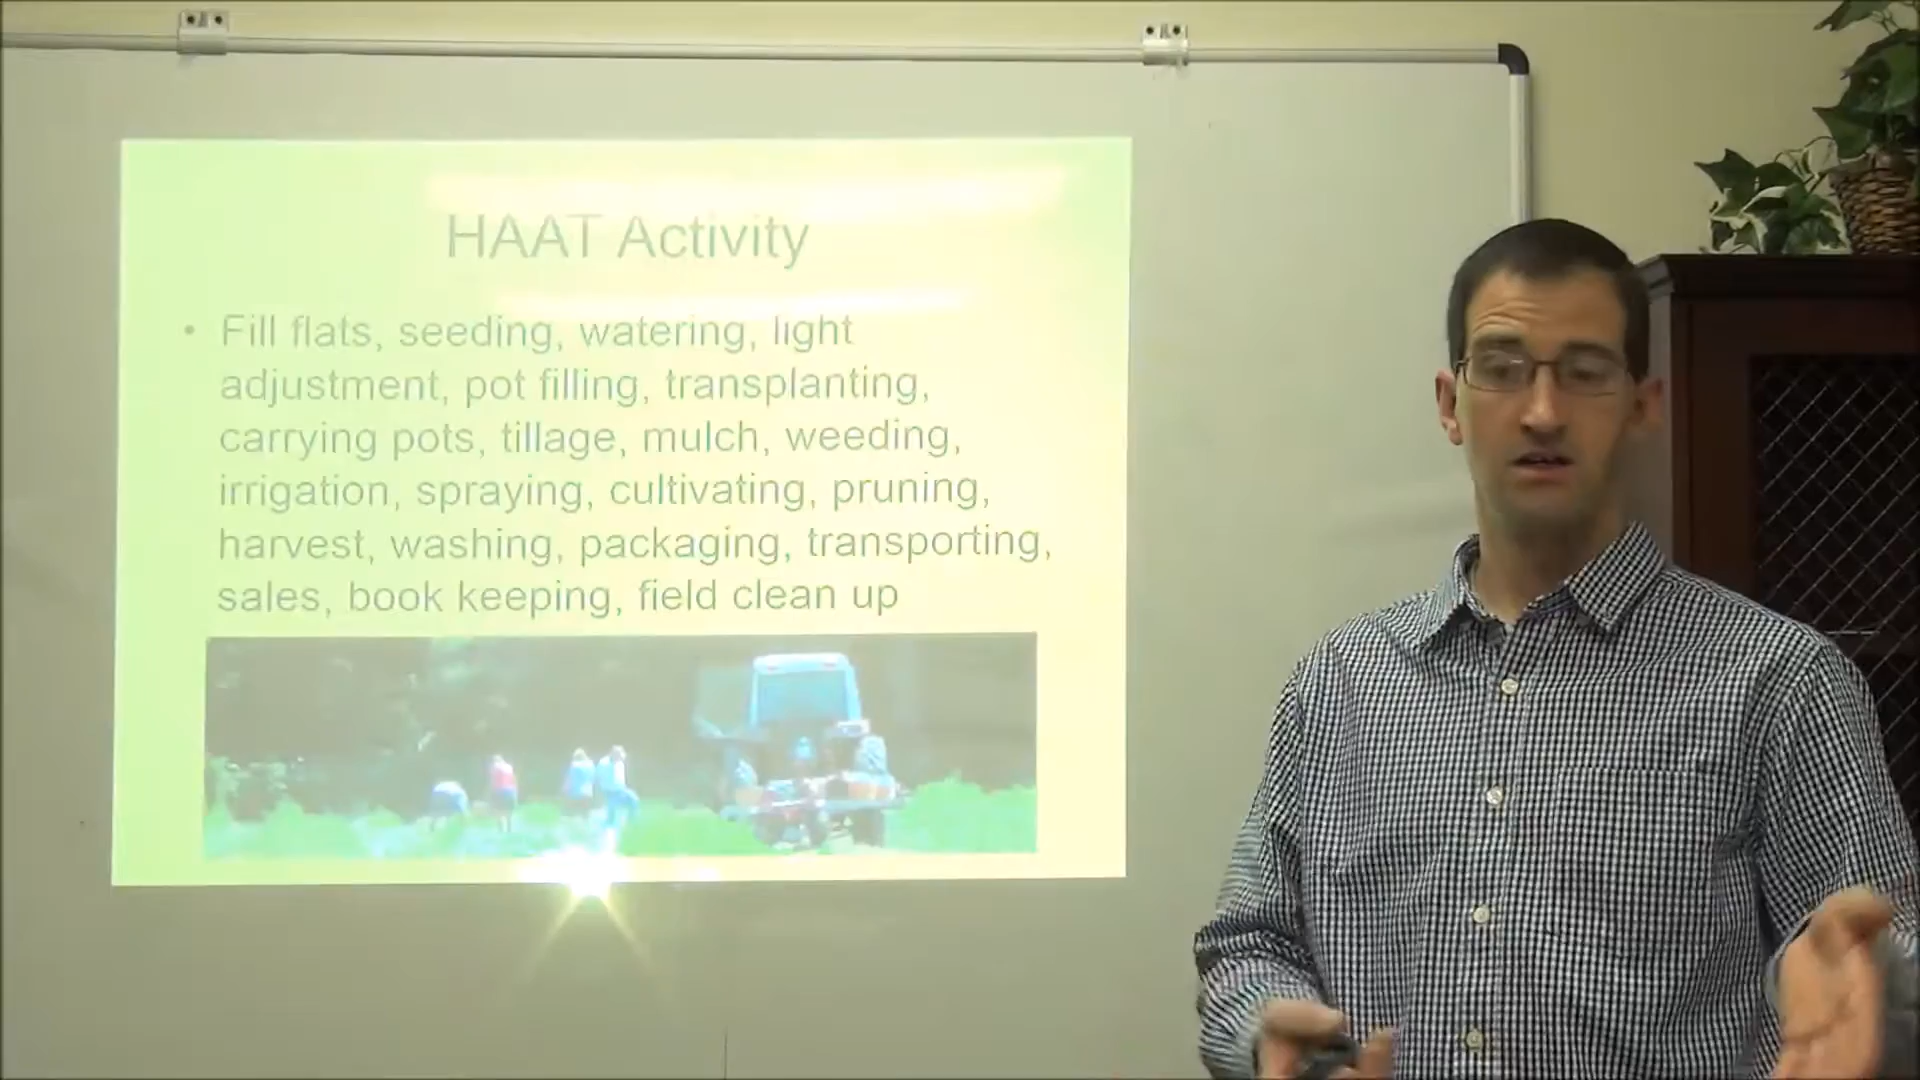 HAAT Activity
• Fill flats, seeding, watering, light
adjustment, pot filling, transplanting,
carrying pots, tillage, mulch, weeding,
irrigation, spraying, cultivating, pruning,
harvest, washing, packaging, transporting,
sales, book keeping, field clean up